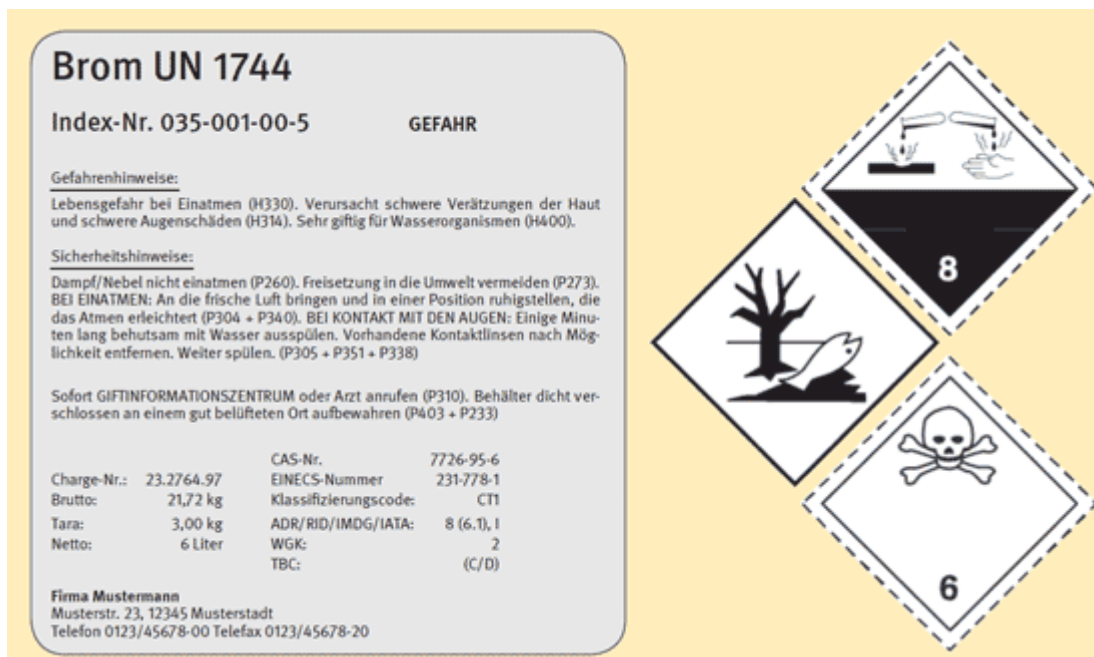 Brom UN 1744
Index-Nr. 035-001-00-5 GEFAHR
Gefahrenhinweise:
Lebensgefahr bei Einatmen (H330). Verursacht schwere Verätzungen der Haut
und schwere Augenschäden (H314). Sehr giftig für Wasserorganismen (H400).
Sicherheitshinweise:
Dampf/Nebel nicht einatmen (P260). Freisetzung in die Umwelt vermeiden (P273).
BEI EINATMEN: An die frische Luft bringen und in einer Position ruhigstellen, die
das Atmen erleichtert (P304 + P340). BEI KONTAKT MIT DEN AUGEN: Einige Minu-
ten lang behutsam mit Wasser ausspülen. Vorhandene Kontaktlinsen nach Mög-
lichkeit entfernen. Weiter spülen. (P305 + P351 + P338)
Sofort GIFTINFORMATIONSZENTRUM oder Arzt anrufen (P310). Behälter dicht ver-
schlossen an einem gut belüfteten Ort aufbewahren (P403 + P233)
CAS-Nr. 7726-95-6
Charge-Nr.: 23.2764.97 EINECS-Nummer 231-778-1
Brutto: 21,72 kg Klassifizierungscode: CT1
Tara: 3,00 kg ADR/RID/IMDG/IATA: 8 (6.1), I
Netto: 6 Liter WGK: 2
TBC: (C/D)
Firma Mustermann
Musterstr. 23, 12345 Musterstadt
Telefon 0123/45678-00 Telefax 0123/45678-20
8
6